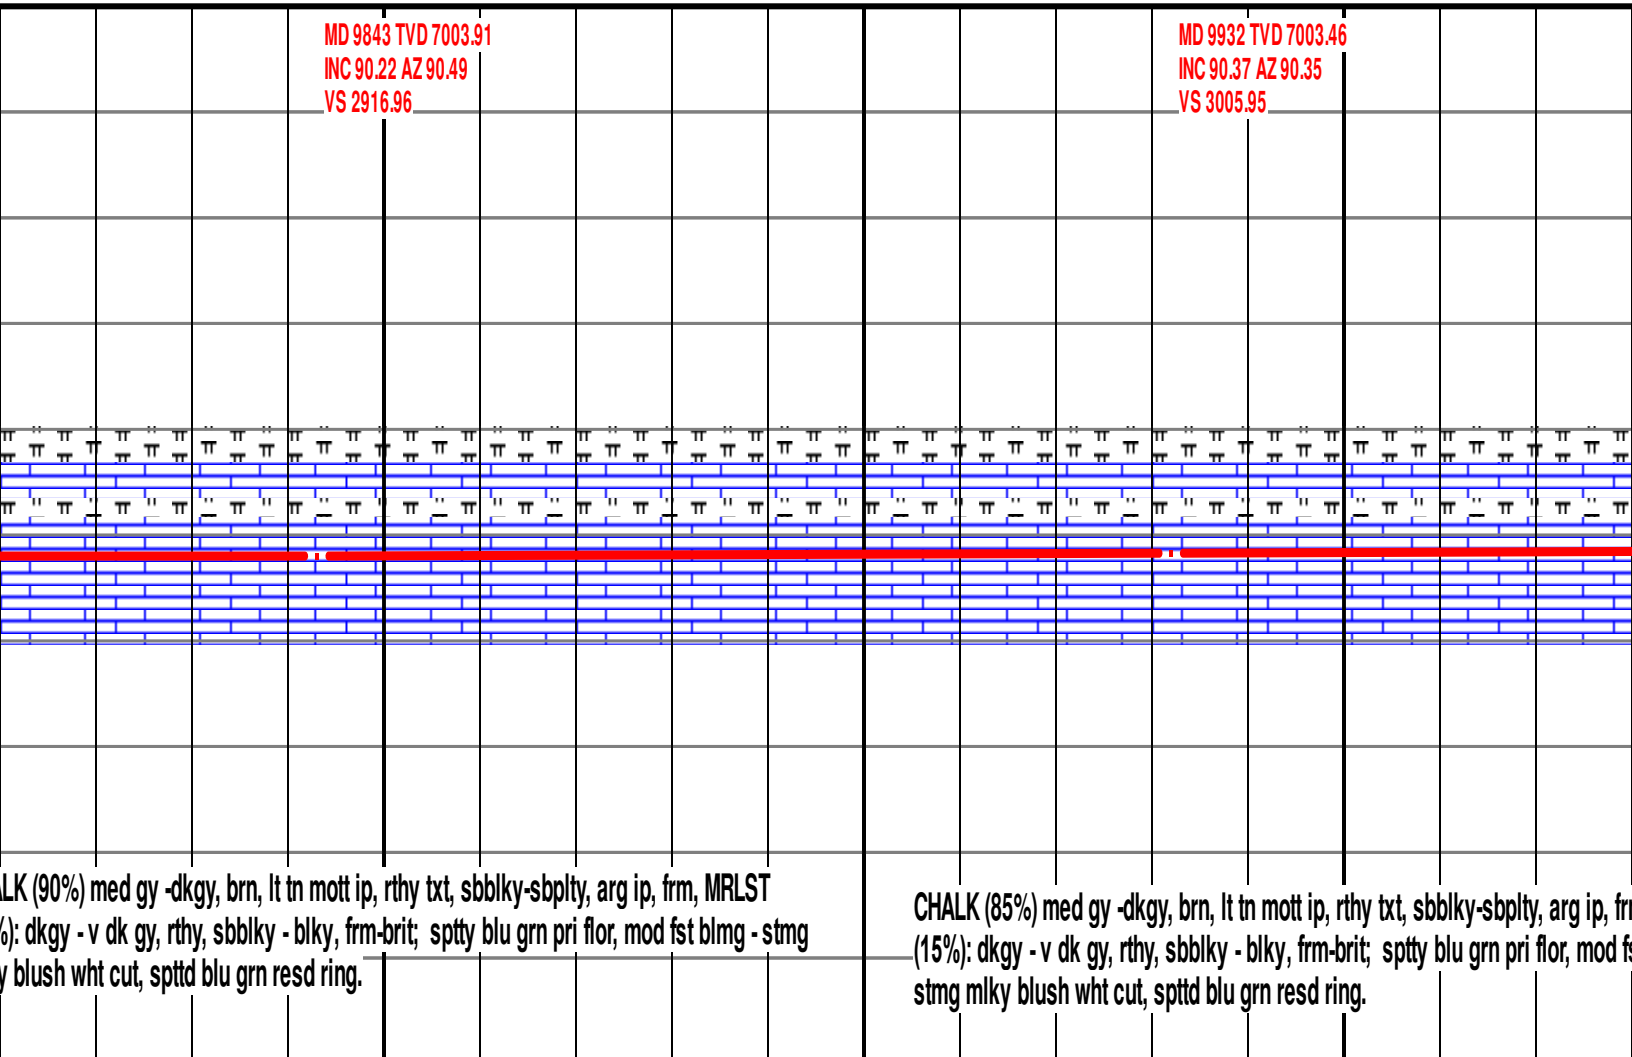 MD 9843 TVD 7003.91
INC 90.22 AZ 90.49
VS 2916.96
MD 9932 TVD 7003.46
INC 90.37 AZ 90.35
VS 3005.95
ALK (90%) med gy -dkgy, brn, lt tn mott ip, rthy txt, sbblky-sbplty, arg ip, frm, MRLST
%): dkgy - v dk gy, rthy, sbblky - blky, frm-brit; sptty blu grn pri flor, mod fst blmg - stmg
y blush wht cut, spttd blu grn resd ring.
CHALK (85%) med gy -dkgy, brn, lt tn mott ip, rthy txt, sbblky-sbplty, arg ip,
(15%): dkgy - v dk gy, rthy, sbblky - blky, frm-brit; sptty blu grn pri flor, mod
stmg mlky blush wht cut, spttd blu grn resd ring.